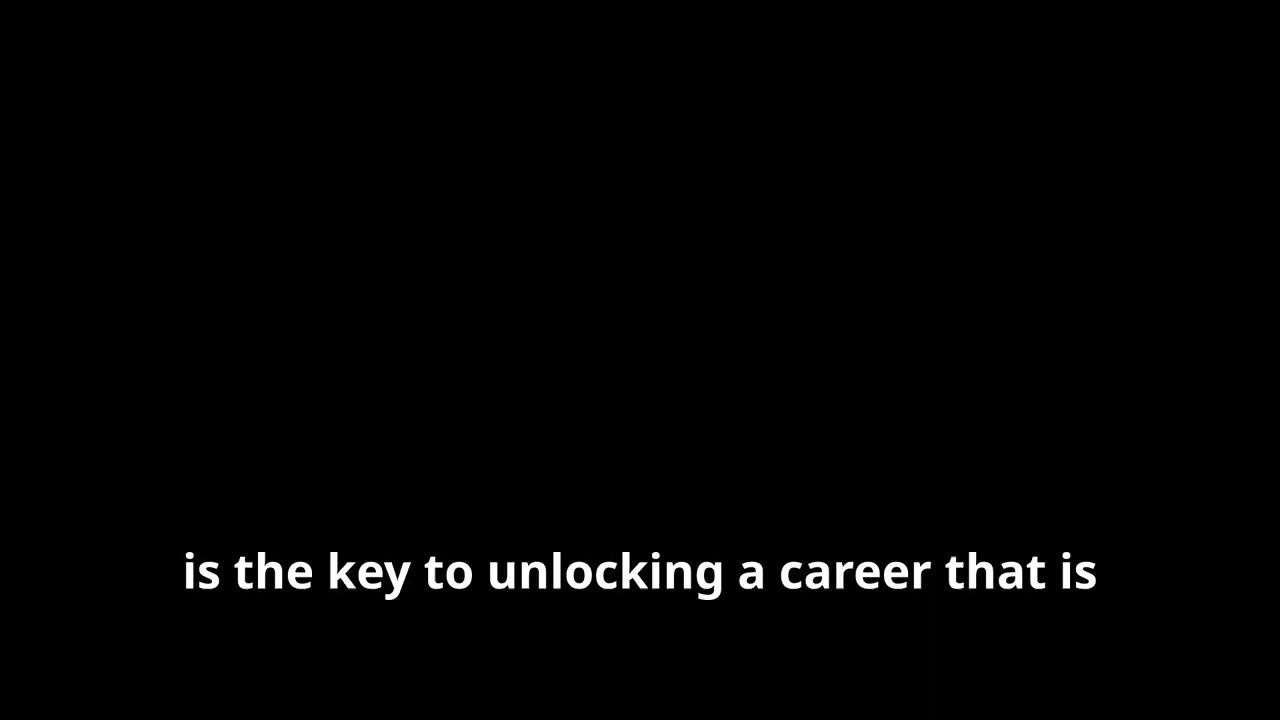 is the key to unlocking a career that is